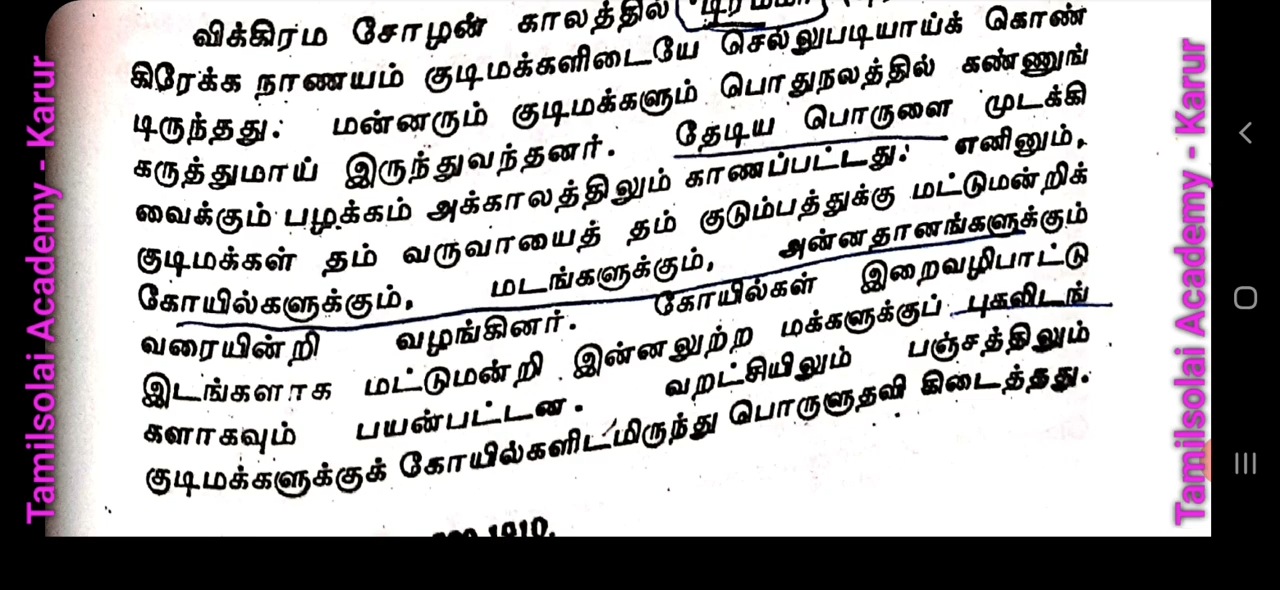 விக்கிரம சோழன் காலத்தில்
கிரேக்க நாணயம் குடிமக்களிடையே செல்லுபடியாய்க் கொண்
டிருந்தது. மன்னரும் குடிமக்களும் பொதுநலத்தில் கண்ணுங்
கருத்துமாய் இருந்துவந்தனர். தேடிய பொருளை முடக்கி
வைக்கும் பழக்கம் அக்காலத்திலும் காணப்பட்டது. எனினும்,
குடிமக்கள் தம் வருவாயைத் தம் குடும்பத்துக்கு மட்டுமன்றிக்
கோயில்களுக்கும், மடங்களுக்கும், அன்னதானங்களுக்கும்
வரையின்றி வழங்கினர். கோயில்கள் இறைவழிபாட்டு
இடங்களாக மட்டுமன்றி இன்னலுற்ற மக்களுக்குப் புகலிடங்
களாகவும் பயன்பட்டன. வறட்சியிலும் பஞ்சத்திலும்
குடிமக்களுக்குக் கோயில்களிடமிருந்து பொருளுதவி கிடைத்தது.
1910.
Tamilsolai Academy - Karur
Tamilsolai Academy - Karur